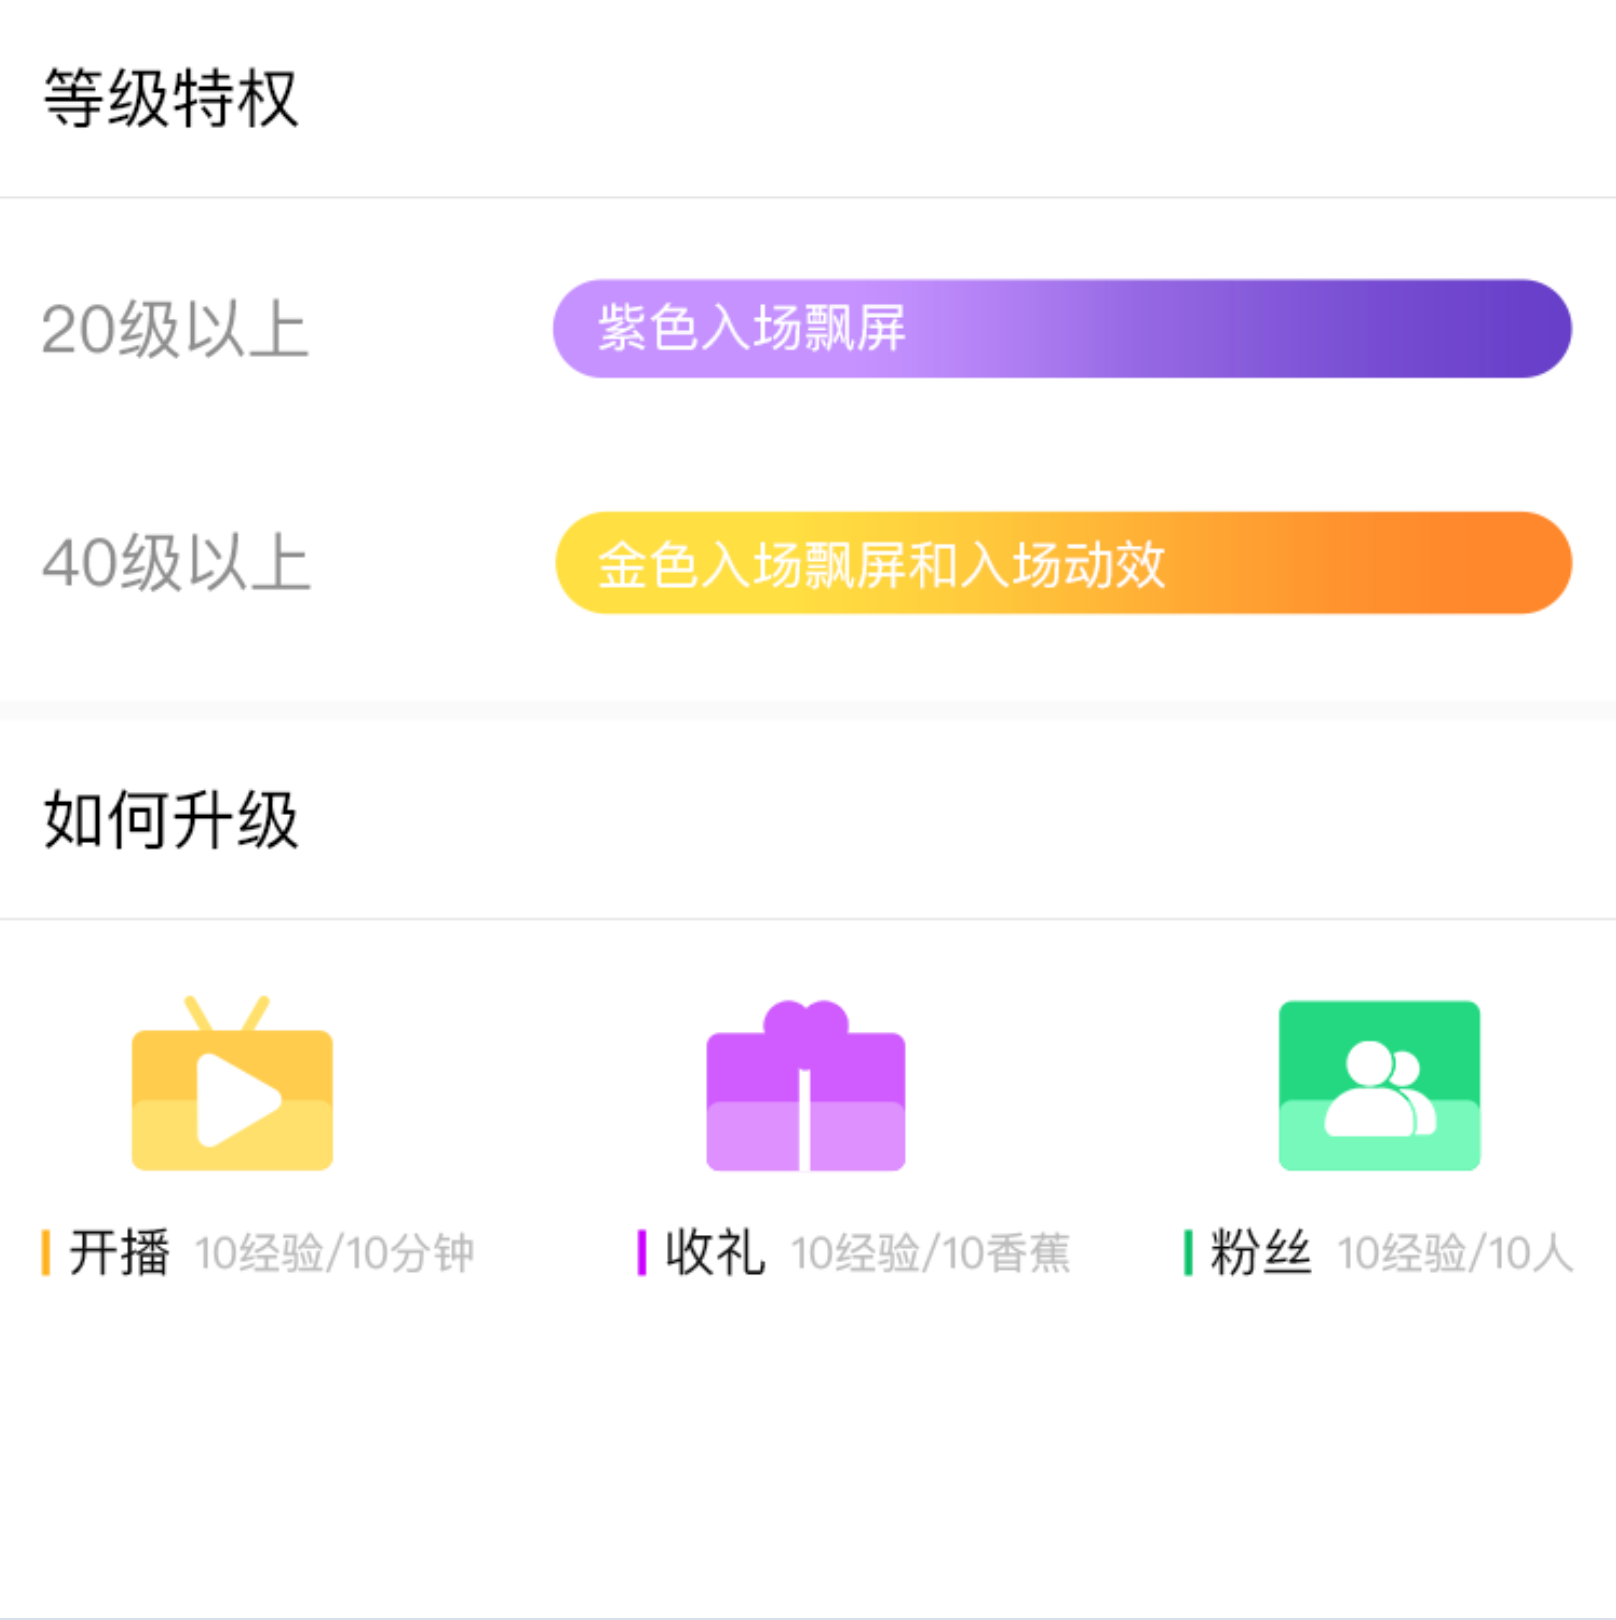 等级特权
20级以上 紫色入场飘屏
40级以上 金色入场飘屏和入场动效
如何升级
开播 10经验/10分钟 收礼 10经验/10香蕉 粉丝 10经验/10人